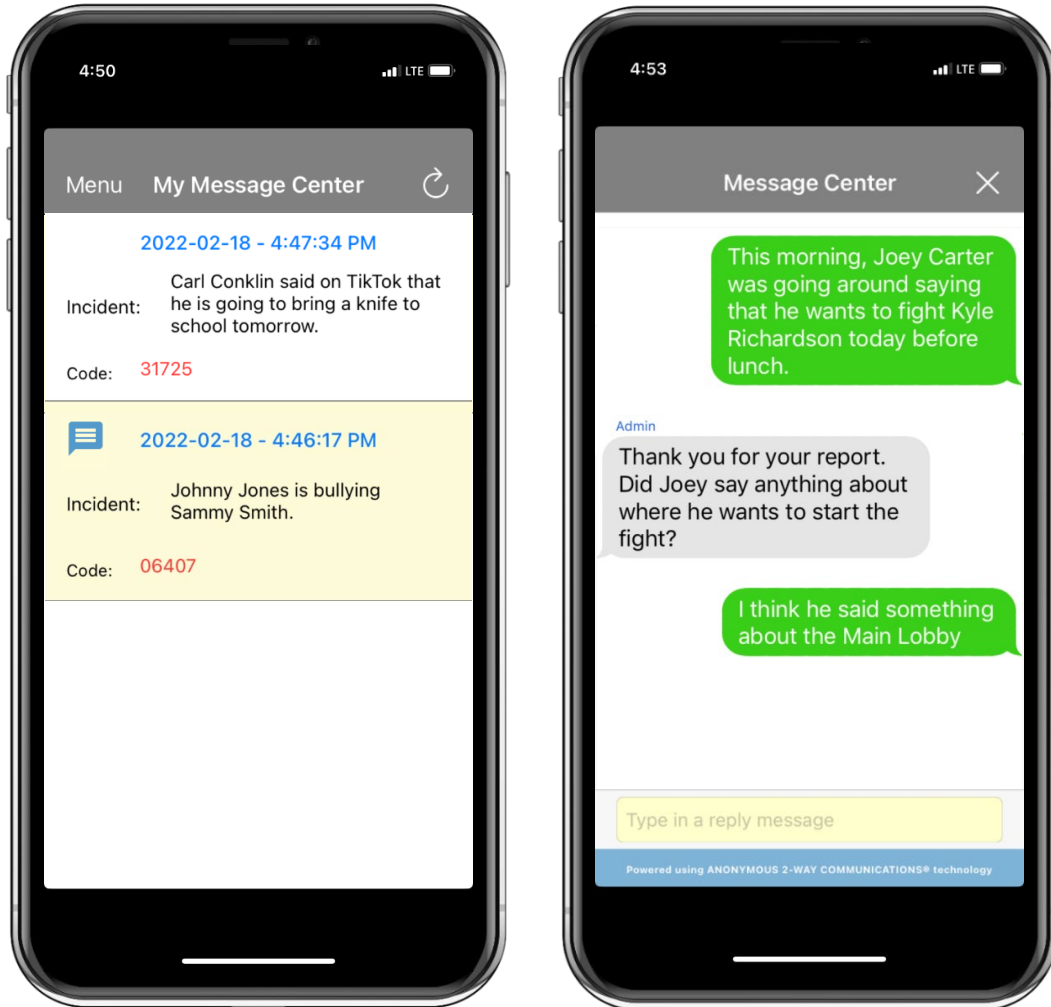 4:50
LTE
Menu My Message Center
2022-02-18 - 4:47:34 PM
Incident:
Carl Conklin said on TikTok that
he is going to bring a knife to
school tomorrow.
Code: 31725
2022-02-18 - 4:46:17 PM
Incident:
Johnny Jones is bullying
Sammy Smith.
Code: 06407
4:53
LTE
Message Center
This morning, Joey Carter
was going around saying
that he wants to fight Kyle
Richardson today before
lunch.
Admin
Thank you for your report.
Did Joey say anything about
where he wants to start the
fight?
I think he said something
about the Main Lobby
Type in a reply message
Powered using ANONYMOUS 2-WAY COMMUNICATIONS® technology